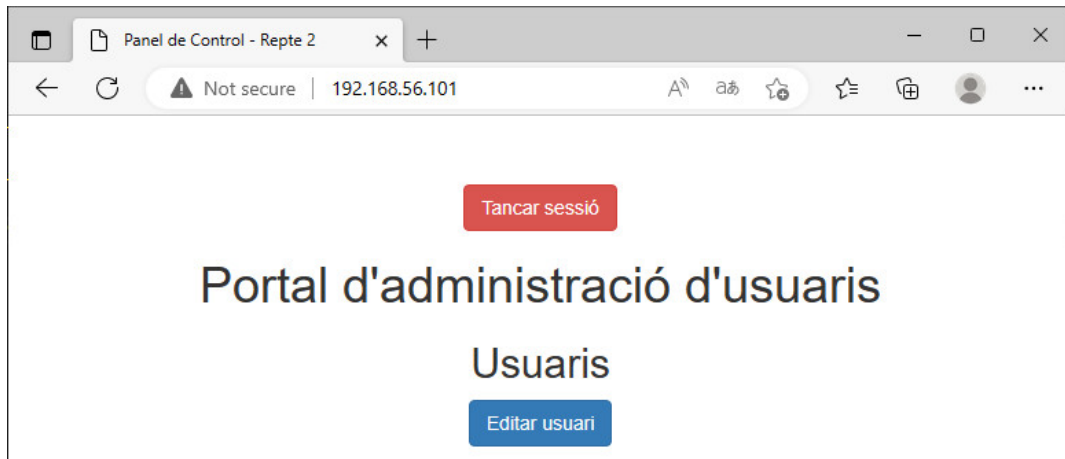 Panel de Control - Repte 2
Not secure | 192.168.56.101
Tancar sessió
Portal d'administració d'usuaris
Usuaris
Editar usuari